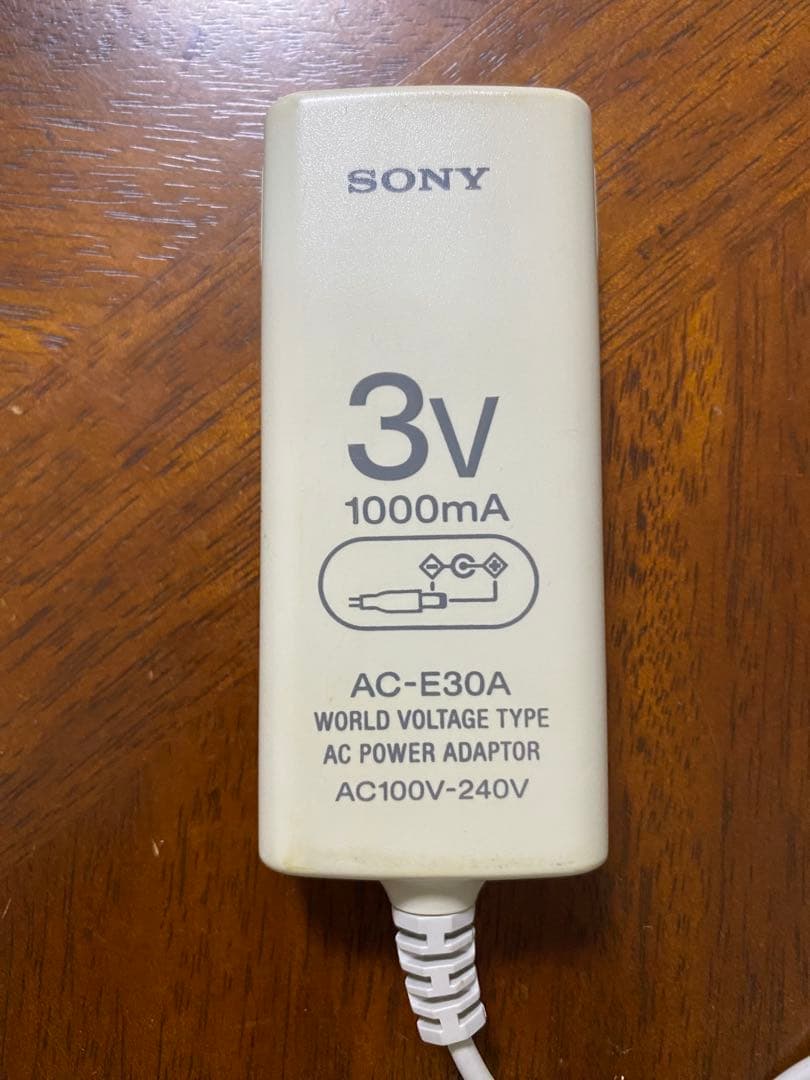 SONY
3V
1000mA
AC-E30A
WORLD VOLTAGE TYPE
AC POWER ADAPTOR
AC100V-240V